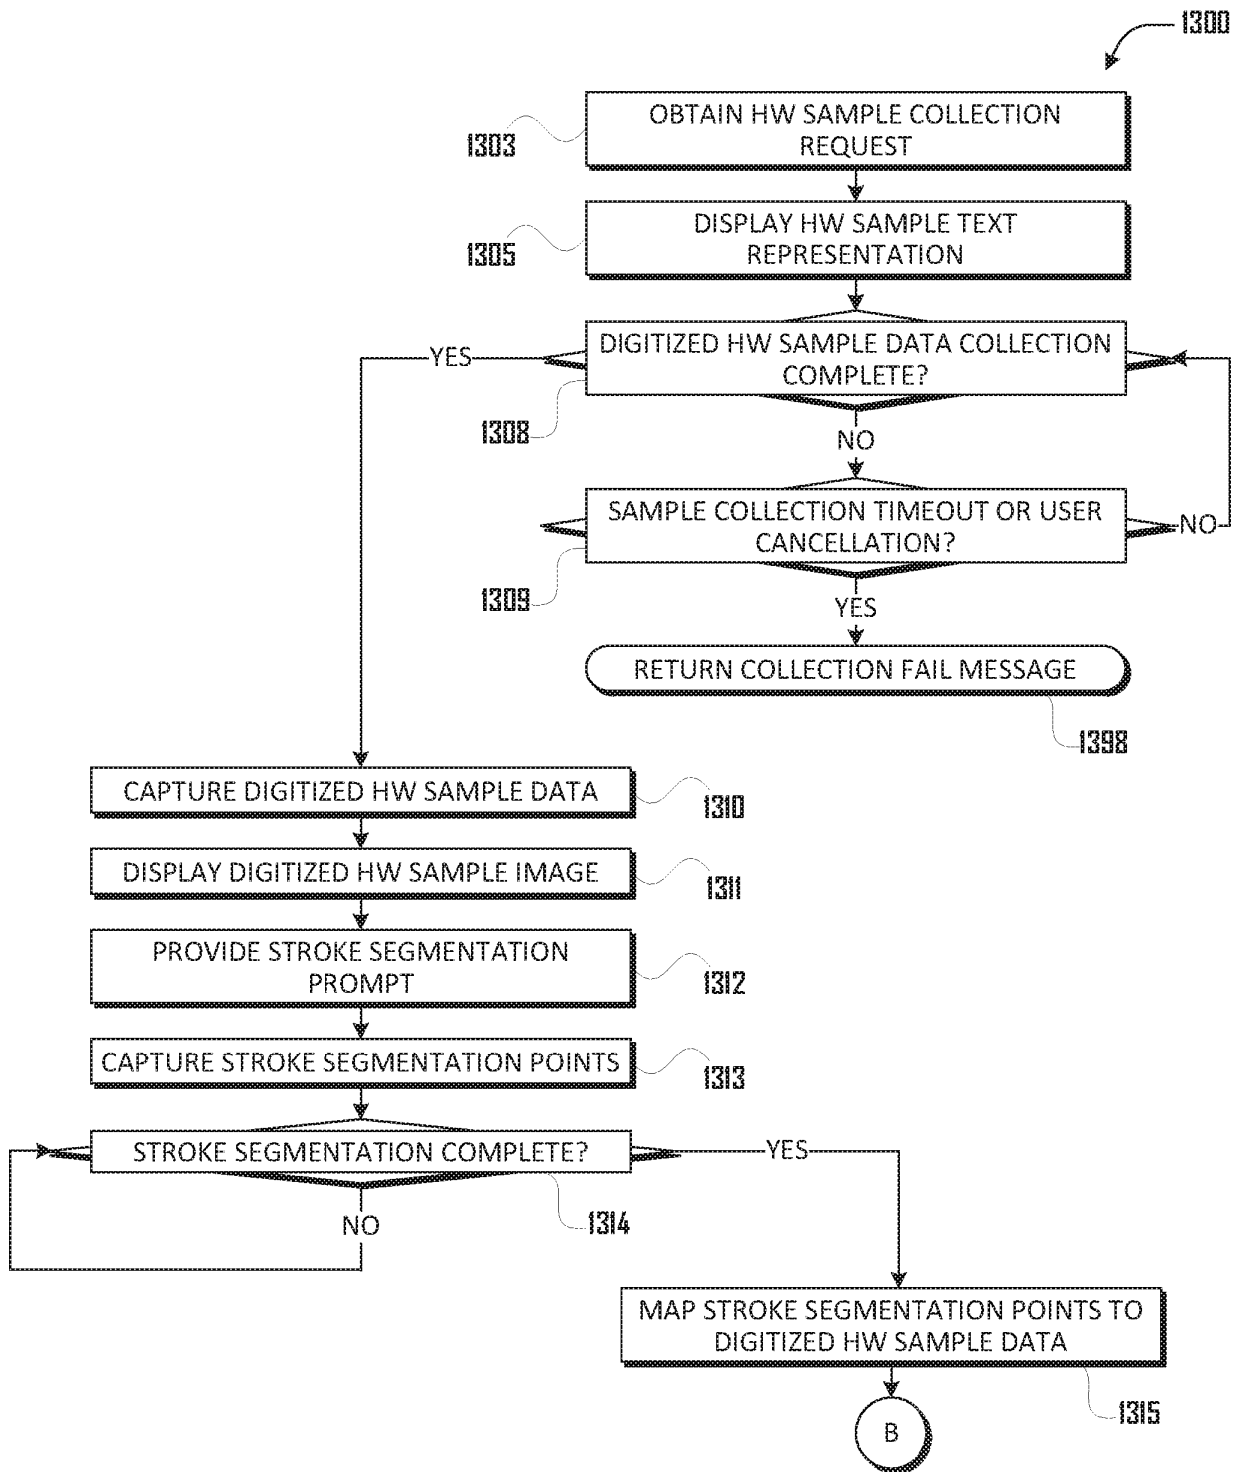 1300
OBTAIN HW SAMPLE COLLECTION
REQUEST
1303
DISPLAY HW SAMPLE TEXT
REPRESENTATION
1305
DIGITIZED HW SAMPLE DATA COLLECTION
COMPLETE?
YES
1308
NO
SAMPLE COLLECTION TIMEOUT OR USER
CANCELLATION?
NO
1309
YES
RETURN COLLECTION FAIL MESSAGE
1398
CAPTURE DIGITIZED HW SAMPLE DATA
1310
DISPLAY DIGITIZED HW SAMPLE IMAGE
1311
PROVIDE STROKE SEGMENTATION
PROMPT
1312
CAPTURE STROKE SEGMENTATION POINTS
1313
STROKE SEGMENTATION COMPLETE?
YES
1314
NO
MAP STROKE SEGMENTATION POINTS TO
DIGITIZED HW SAMPLE DATA
1315
B